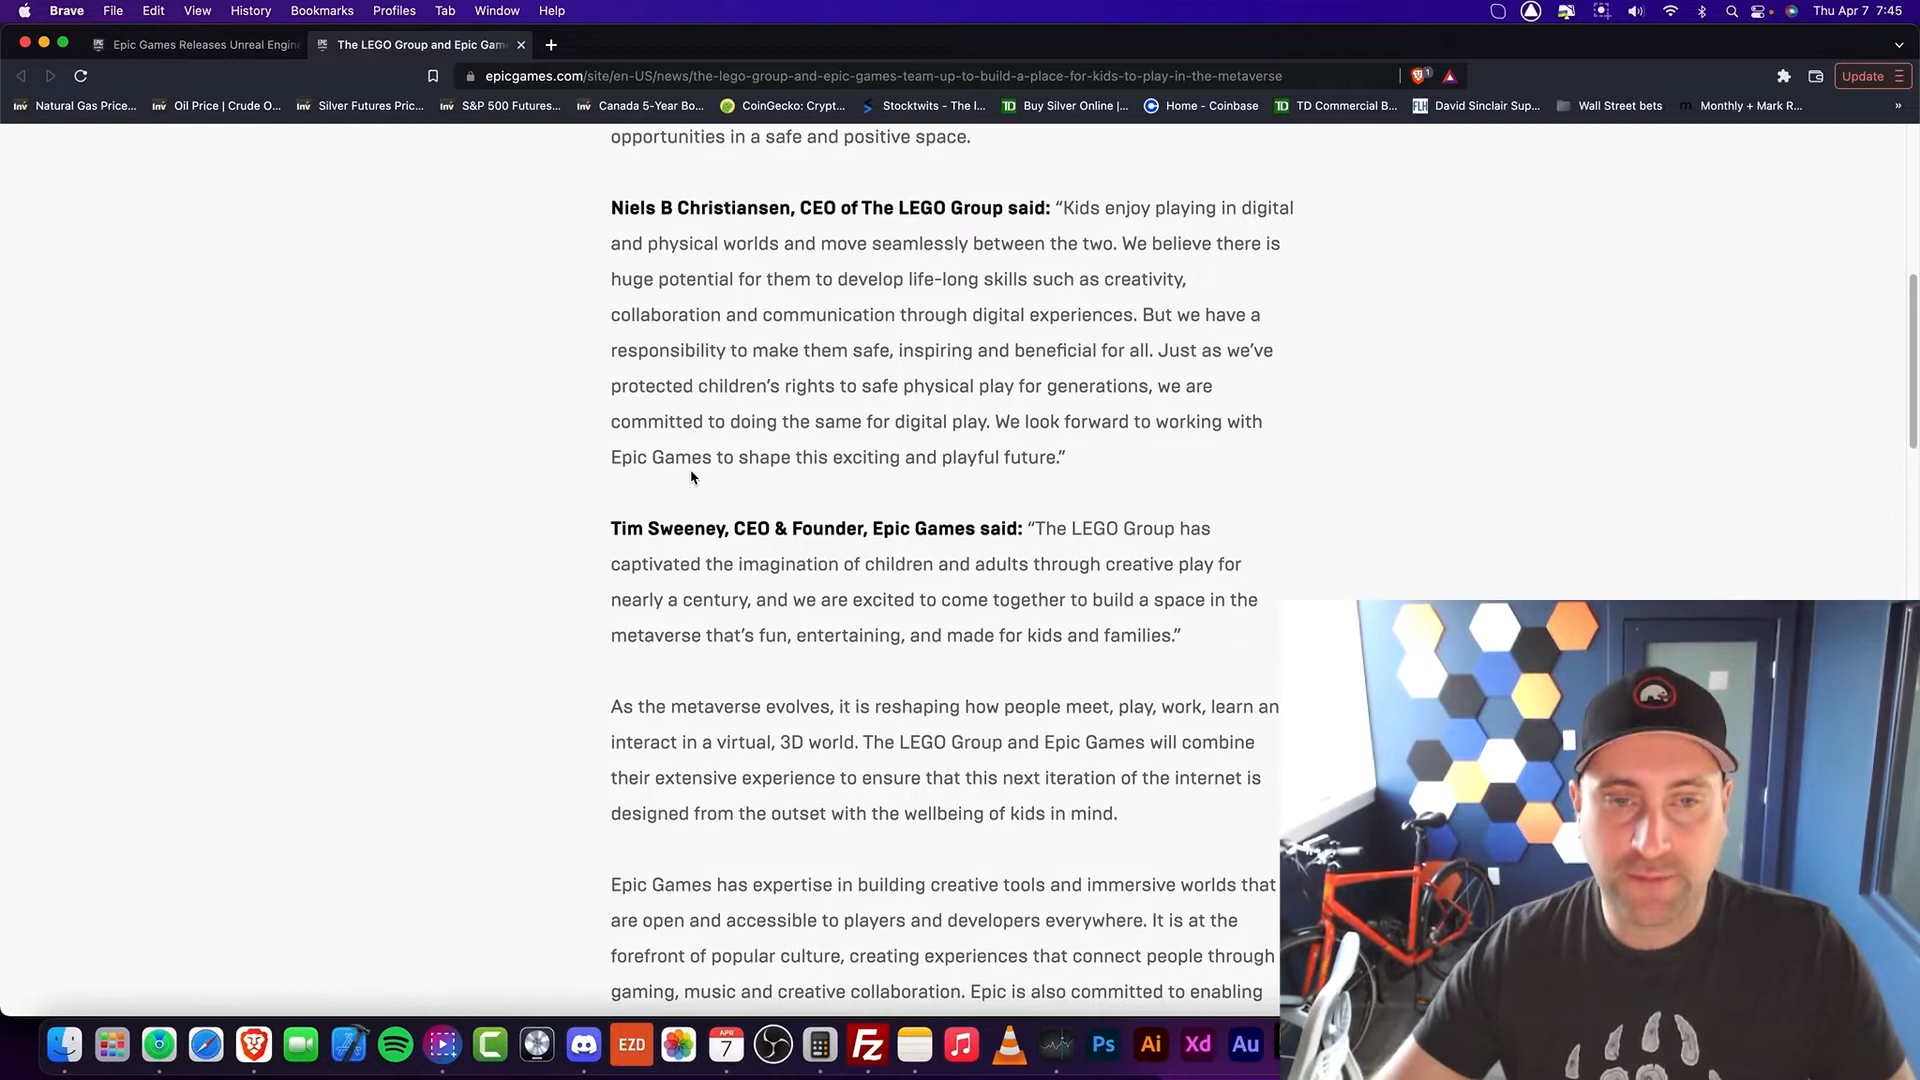 Brave File Edit View History Bookmarks Profiles Tab Window Help Thu Apr 7 7:45
Epic Games Releases Unreal Engine
The LEGO Group and Epic Gam
epicgames.com/site/en-US/news/the-lego-group-and-epic-games-team-up-to-build-a-place-for-kids-to-play-in-the-metaverse
1
Update
Natural Gas Price... Oil Price | Crude O... Silver Futures Pric... S&P 500 Futures... Canada 5-Year Bo... CoinGecko: Crypt... Stocktwits - The l... Buy Silver Online |... Home - Coinbase TD Commercial B... David Sinclair Sup... Wall Street bets Monthly + Mark R... »
opportunities in a safe and positive space.
Niels B Christiansen, CEO of The LEGO Group said: “Kids enjoy playing in digital
and physical worlds and move seamlessly between the two. We believe there is
huge potential for them to develop life-long skills such as creativity,
collaboration and communication through digital experiences. But we have a
responsibility to make them safe, inspiring and beneficial for all. Just as we’ve
protected children’s rights to safe physical play for generations, we are
committed to doing the same for digital play. We look forward to working with
Epic Games to shape this exciting and playful future.”
Tim Sweeney, CEO & Founder, Epic Games said: “The LEGO Group has
captivated the imagination of children and adults through creative play for
nearly a century, and we are excited to come together to build a space in the
metaverse that’s fun, entertaining, and made for kids and families.”
As the metaverse evolves, it is reshaping how people meet, play, work, learn an
interact in a virtual, 3D world. The LEGO Group and Epic Games will combine
their extensive experience to ensure that this next iteration of the internet is
designed from the outset with the wellbeing of kids in mind.
Epic Games has expertise in building creative tools and immersive worlds that
are open and accessible to players and developers everywhere. It is at the
forefront of popular culture, creating experiences that connect people through
gaming, music and creative collaboration. Epic is also committed to enabling
EZD APR 7 Fz Ps Ai Xd Au